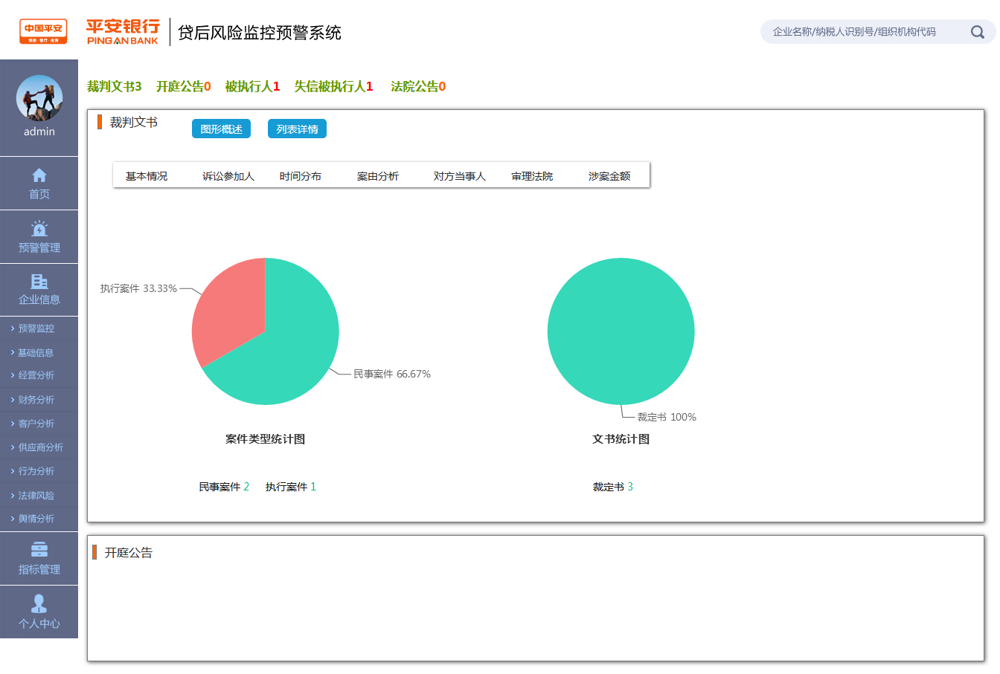 中国平安
保险·银行·投资
平安银行
PING AN BANK
贷后风险监控预警系统
企业名称/纳税人识别号/组织机构代码
admin
首页
预警管理
企业信息
预警监控
基础信息
经营分析
财务分析
客户分析
供应商分析
行为分析
法律风险
舆情分析
指标管理
个人中心
裁判文书3 开庭公告0 被执行人1 失信被执行人1 法院公告0
裁判文书 图形概述 列表详情
基本情况 诉讼参加人 时间分布 案由分析 对方当事人 审理法院 涉案金额
执行案件 33.33%
民事案件 66.67%
案件类型统计图
民事案件 2 执行案件 1
裁定书 100%
文书统计图
裁定书 3
开庭公告